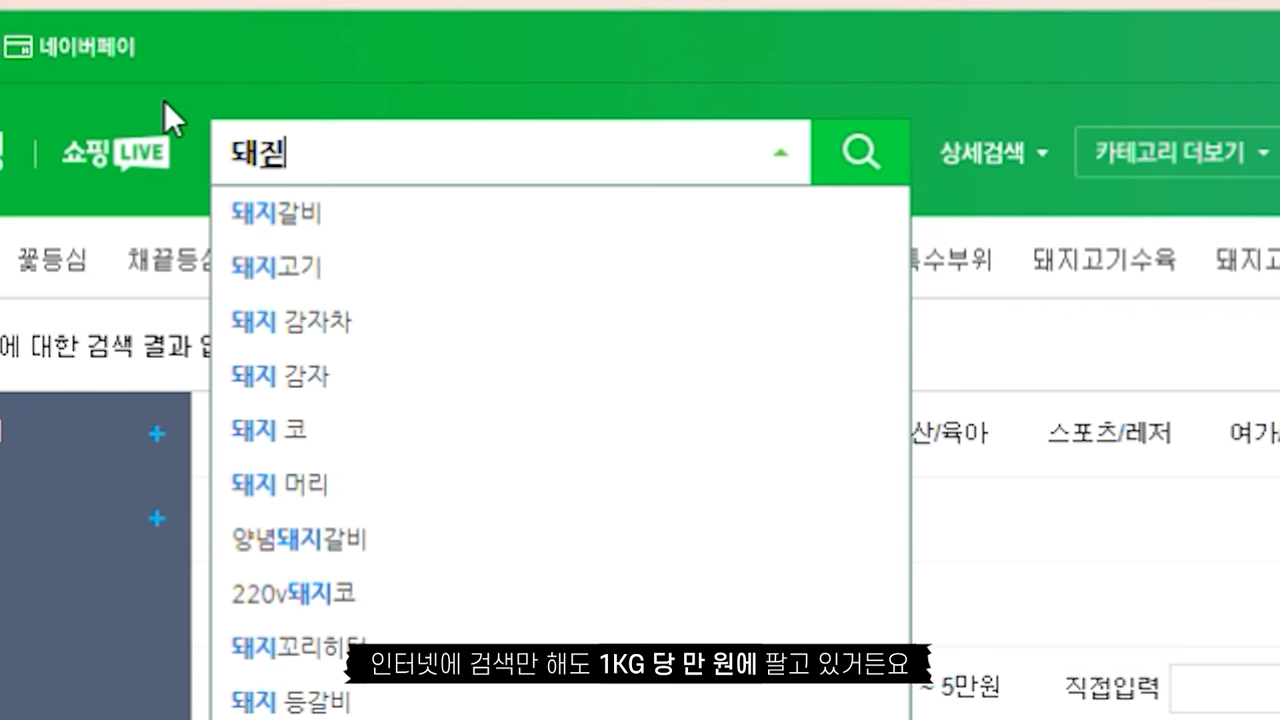 네이버페이
쇼핑 LIVE
돼짇
상세검색
카테고리 더보기
돼지갈비
꽃등심
채끝등심
특수부위
돼지고기수육
돼지고기
돼지 감자차
에 대한 검색 결과
돼지 감자
돼지 코
산/육아
스포츠/레저
여가/
돼지 머리
양념돼지갈비
220v돼지코
돼지꼬리히터
인터넷에 검색만 해도 1KG 당 만 원에 팔고 있거든요
~ 5만원
직접입력
돼지 등갈비